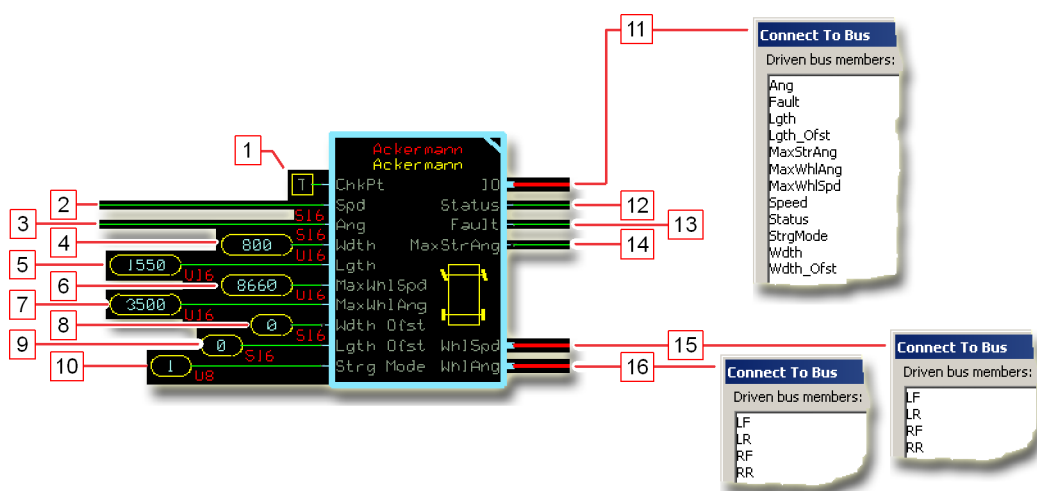 11
Connect To Bus
Driven bus members:
Ang
Fault
Lgth
Lgth_Ofst
MaxStrAng
MaxWhlAng
MaxWhlSpd
Speed
Status
StrgMode
Wdth
Wdth_Ofst
Ackermann
Ackermann
1
T
ChkPt
IO
2
Spd
Status
12
S16
3
Ang
Fault
13
S16
4
800
Wdth
MaxStrAng
14
U16
5
1550
Lgth
U16
6
8660
MaxWhlSpd
U16
7
3500
MaxWhlAng
U16
8
0
Wdth Ofst
S16
9
0
Lgth Ofst
WhlSpd
15
S16
10
1
Strg Mode
WhlAng
16
U8
Connect To Bus
Driven bus members:
LF
LR
RF
RR
Connect To Bus
Driven bus members:
LF
LR
RF
RR